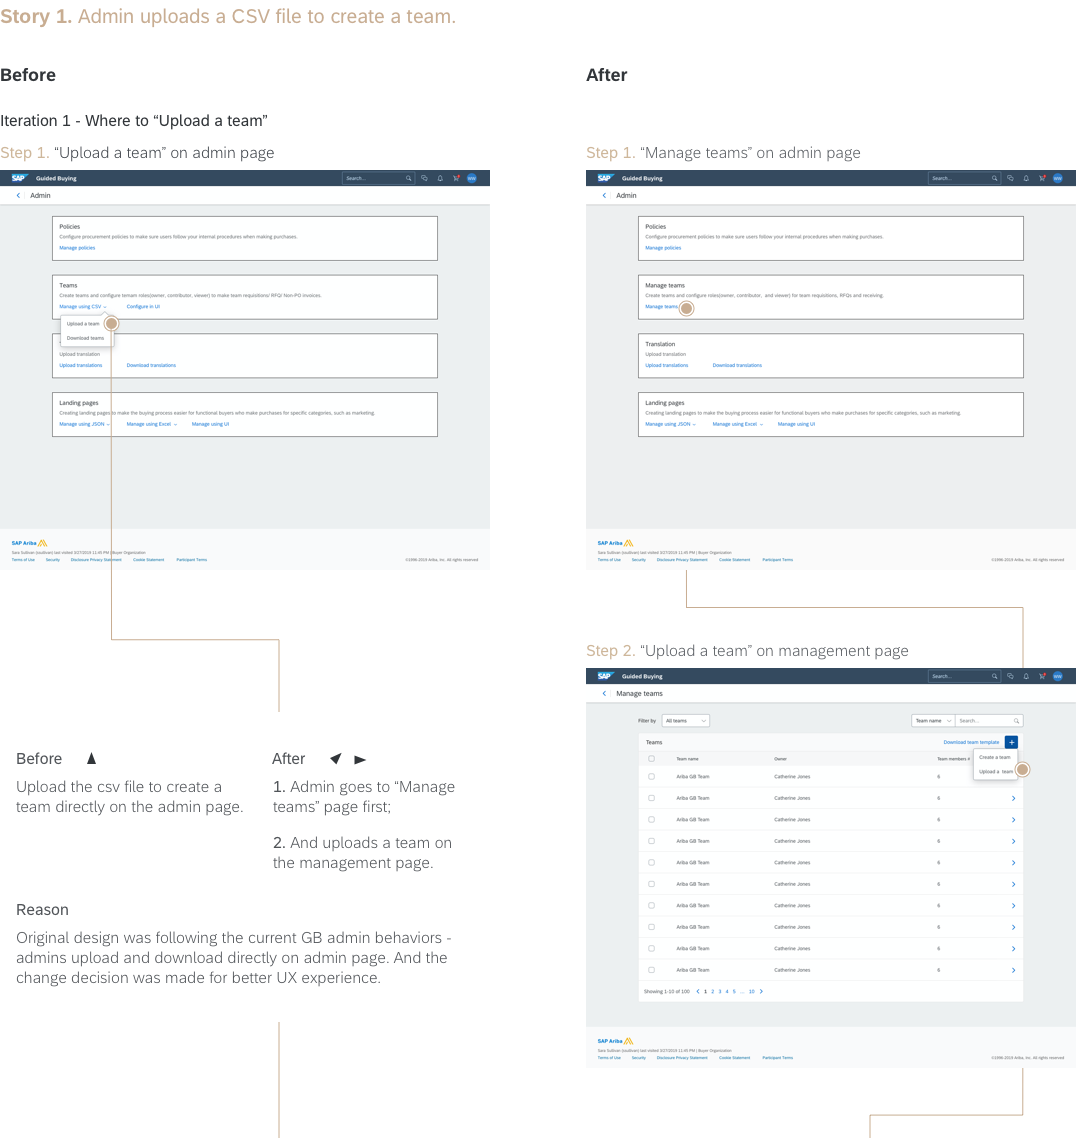 Story 1. Admin uploads a CSV file to create a team.
Before
Iteration 1 - Where to “Upload a team”
Step 1. “Upload a team” on admin page
SAP Guided Buying Search... WW
Admin
Policies
Configure procurement policies to make sure users follow your internal procedures when making purchases.
Manage policies
Teams
Create teams and configure temam roles(owner, contributor, viewer) to make team requisitions/ RFQ/ Non-PO invoices.
Manage using CSV Configure in UI
Upload a team
Download teams
Upload translation
Upload translations Download translations
Landing pages
Creating landing pages to make the buying process easier for functional buyers who make purchases for specific categories, such as marketing.
Manage using JSON Manage using Excel Manage using UI
SAP Ariba
Sara Sullivan (ssullivan) last visited 3/27/2019 11:45 PM | Buyer Organization
Terms of Use Security Disclosure Privacy Statement Cookie Statement Participant Terms ©1996-2019 Ariba, Inc. All rights reserved
Before
Upload the csv file to create a
team directly on the admin page.
After
1. Admin goes to “Manage
teams” page first;
2. And uploads a team on
the management page.
Reason
Original design was following the current GB admin behaviors -
admins upload and download directly on admin page. And the
change decision was made for better UX experience.
After
Step 1. “Manage teams” on admin page
SAP Guided Buying Search... WW
Admin
Policies
Configure procurement policies to make sure users follow your internal procedures when making purchases.
Manage policies
Manage teams
Create teams and configure roles(owner, contributor, and viewer) for team requisitions, RFQs and receiving.
Manage teams
Translation
Upload translation
Upload translations Download translations
Landing pages
Creating landing pages to make the buying process easier for functional buyers who make purchases for specific categories, such as marketing.
Manage using JSON Manage using Excel Manage using UI
SAP Ariba
Sara Sullivan (ssullivan) last visited 3/27/2019 11:45 PM | Buyer Organization
Terms of Use Security Disclosure Privacy Statement Cookie Statement Participant Terms ©1996-2019 Ariba, Inc. All rights reserved
Step 2. “Upload a team” on management page
SAP Guided Buying Search... WW
Manage teams
Filter by All teams Team name Search...
Teams Download team template +
Team name Owner Team members #
Create a team
Upload a team
Ariba GB Team Catherine Jones 6
Ariba GB Team Catherine Jones 6
Ariba GB Team Catherine Jones 6
Ariba GB Team Catherine Jones 6
Ariba GB Team Catherine Jones 6
Ariba GB Team Catherine Jones 6
Ariba GB Team Catherine Jones 6
Ariba GB Team Catherine Jones 6
Ariba GB Team Catherine Jones 6
Ariba GB Team Catherine Jones 6
Showing 1-10 of 100 1 2 3 4 5 ... 10
SAP Ariba
Sara Sullivan (ssullivan) last visited 3/27/2019 11:45 PM | Buyer Organization
Terms of Use Security Disclosure Privacy Statement Cookie Statement Participant Terms ©1996-2019 Ariba, Inc. All rights reserved